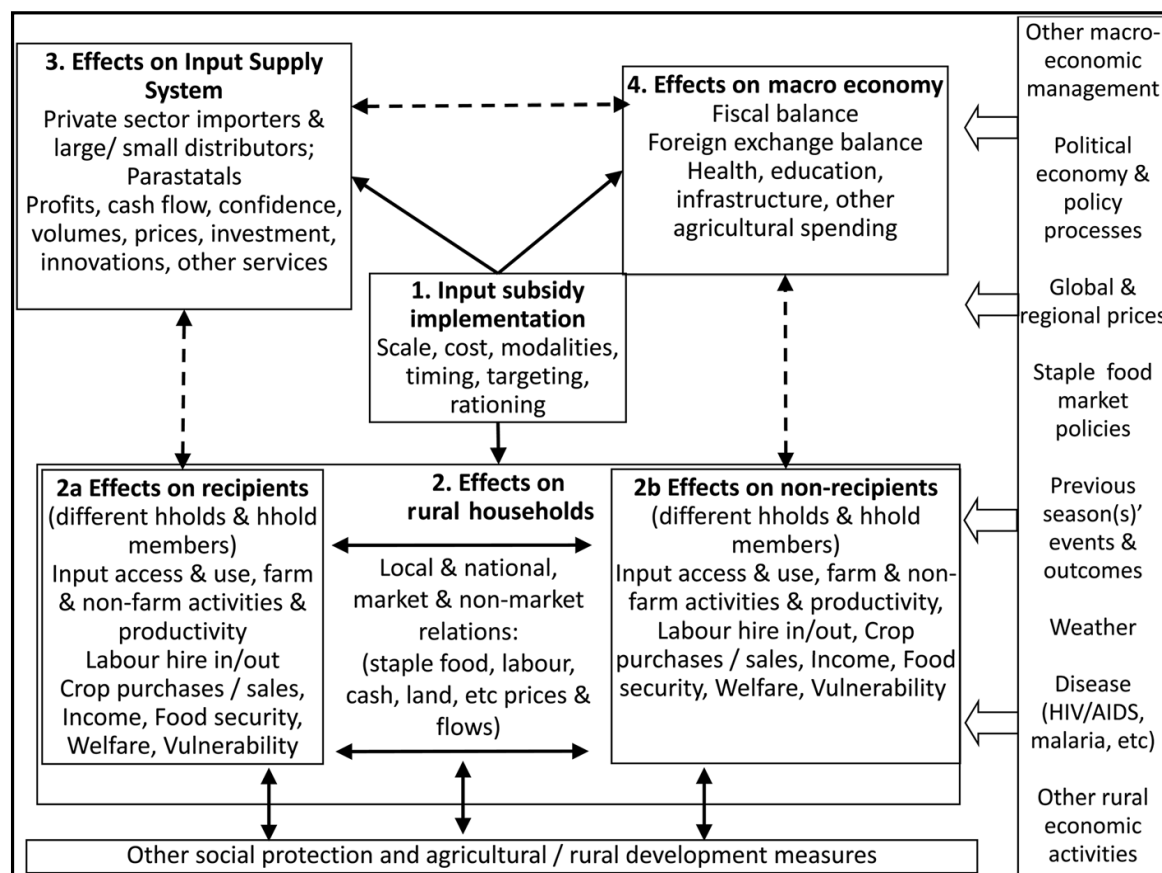 3. Effects on Input Supply
System
Private sector importers &
large/ small distributors;
Parastatals
Profits, cash flow, confidence,
volumes, prices, investment,
innovations, other services
4. Effects on macro economy
Fiscal balance
Foreign exchange balance
Health, education,
infrastructure, other
agricultural spending
1. Input subsidy
implementation
Scale, cost, modalities,
timing, targeting,
rationing
2a Effects on recipients
(different hholds & hhold
members)
Input access & use, farm
& non-farm activities &
productivity
Labour hire in/out
Crop purchases / sales,
Income, Food security,
Welfare, Vulnerability
2. Effects on
rural households
Local & national,
market & non-market
relations:
(staple food, labour,
cash, land, etc prices &
flows)
2b Effects on non-recipients
(different hholds & hhold
members)
Input access & use, farm & non-
farm activities & productivity,
Labour hire in/out, Crop
purchases / sales, Income, Food
security, Welfare, Vulnerability
Other social protection and agricultural / rural development measures
Other macro-
economic
management
Political
economy &
policy
processes
Global &
regional prices
Staple food
market
policies
Previous
season(s)’
events &
outcomes
Weather
Disease
(HIV/AIDS,
malaria, etc)
Other rural
economic
activities